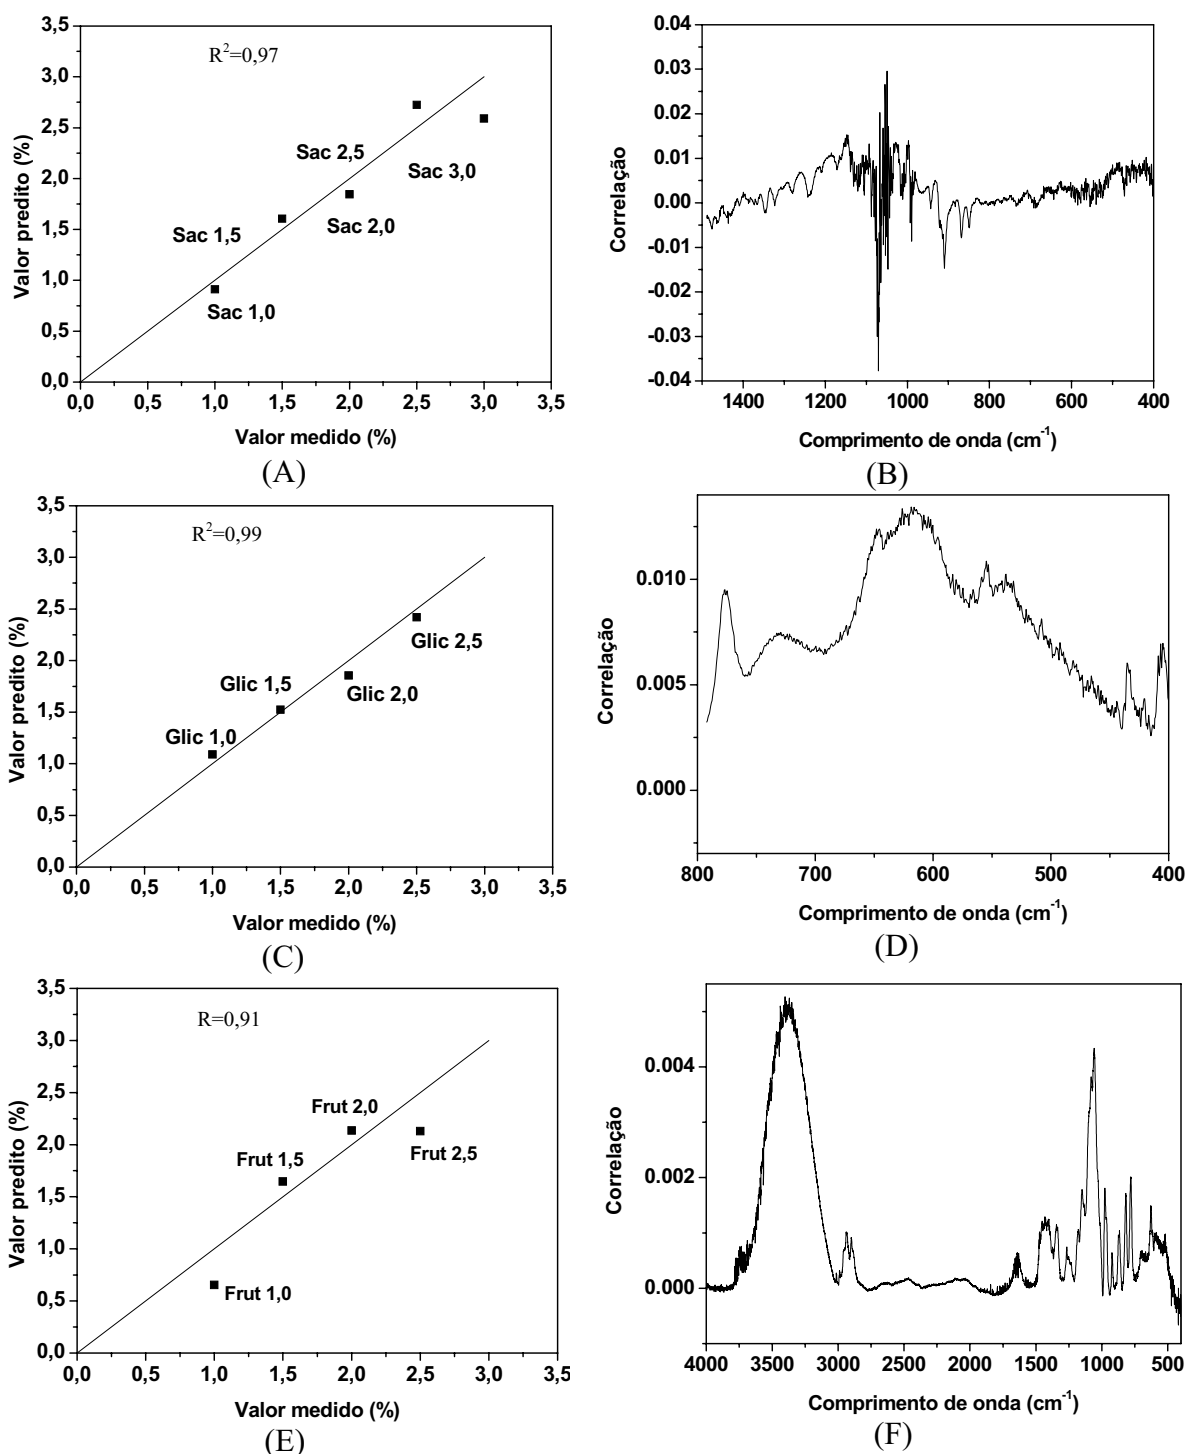 3,5
3,0
2,5
2,0
1,5
1,0
0,5
0,0
Valor predito (%)
R²=0,97
Sac 2,5
Sac 3,0
Sac 1,5
Sac 2,0
Sac 1,0
0,0 0,5 1,0 1,5 2,0 2,5 3,0 3,5
Valor medido (%)
(A)
0.04
0.03
0.02
0.01
0.00
-0.01
-0.02
-0.03
-0.04
Correlação
1400 1200 1000 800 600 400
Comprimento de onda (cm⁻¹)
(B)
3,5
3,0
2,5
2,0
1,5
1,0
0,5
0,0
Valor predito (%)
R²=0,99
Glic 2,5
Glic 1,5
Glic 2,0
Glic 1,0
0,0 0,5 1,0 1,5 2,0 2,5 3,0 3,5
Valor medido (%)
(C)
0.010
0.005
0.000
Correlação
800 700 600 500 400
Comprimento de onda (cm⁻¹)
(D)
3,5
3,0
2,5
2,0
1,5
1,0
0,5
0,0
Valor predito (%)
R=0,91
Frut 2,0
Frut 2,5
Frut 1,5
Frut 1,0
0,0 0,5 1,0 1,5 2,0 2,5 3,0 3,5
Valor medido (%)
(E)
0.004
0.002
0.000
Correlação
4000 3500 3000 2500 2000 1500 1000 500
Comprimento de onda (cm⁻¹)
(F)